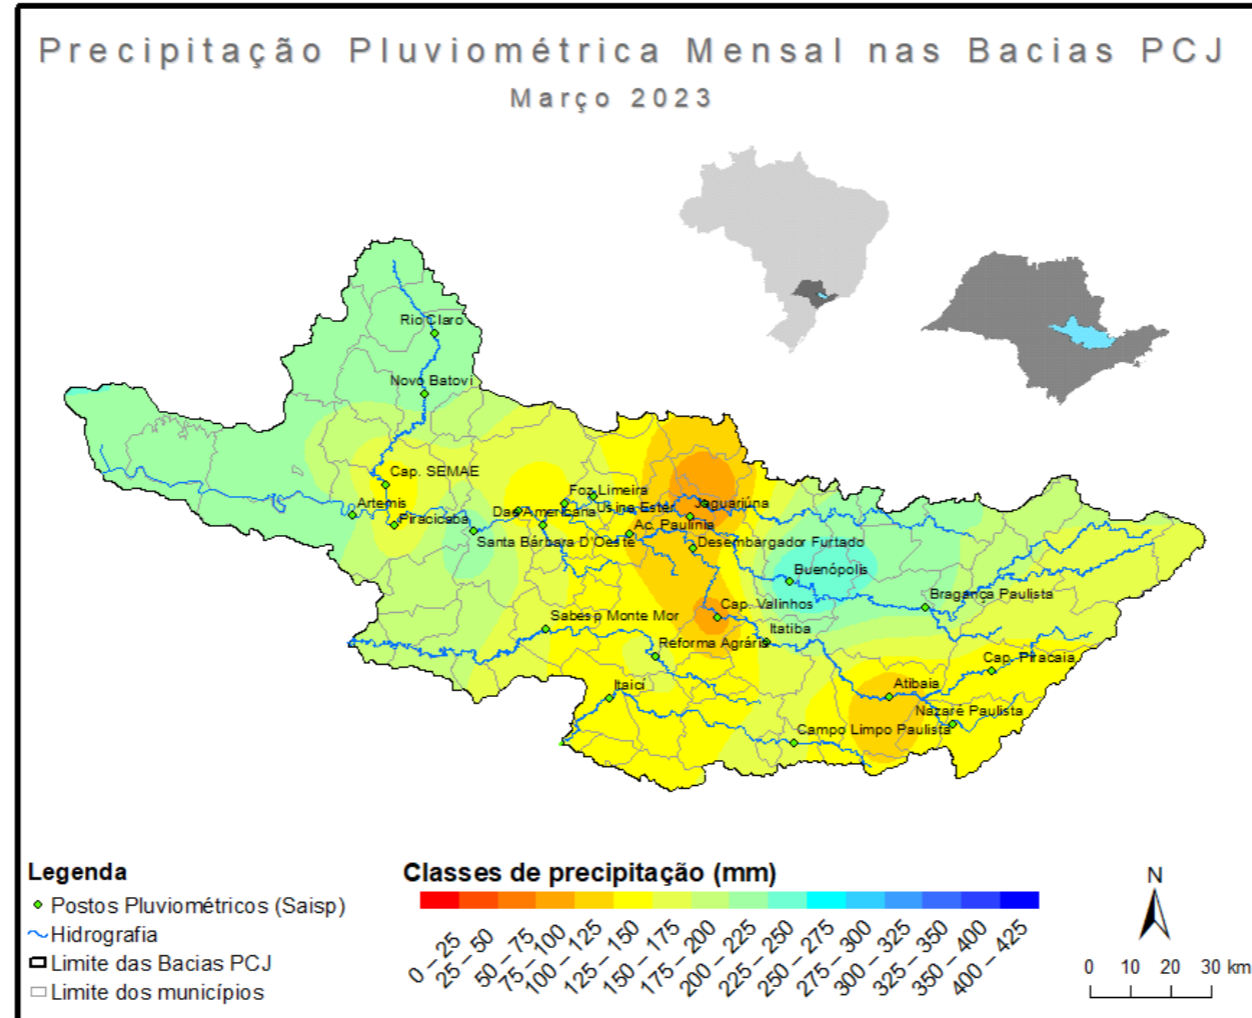 Precipitação Pluviométrica Mensal nas Bacias PCJ
Março 2023
Rio Claro
Novo Batovi
Cap. SEMAE
Artemis
Piracicaba
Foz Limeira
Usina Ester
Dae Americana
Santa Bárbara D'Oeste
Jaguariúna
Ac. Paulínia
Desembargador Furtado
Buenópolis
Bragança Paulista
Cap. Valinhos
Sabesp Monte Mor
Itatiba
Reforma Agrária
Cap. Piracaia
Itaici
Atibaia
Nazaré Paulista
Campo Limpo Paulista
Legenda
Postos Pluviométricos (Saisp)
Hidrografia
Limite das Bacias PCJ
Limite dos municípios
Classes de precipitação (mm)
0 – 25
25 – 50
50 – 75
75 – 100
100 – 125
125 – 150
150 – 175
175 – 200
200 – 225
225 – 250
250 – 275
275 – 300
300 – 325
325 – 350
350 – 400
400 – 425
N
0 10 20 30 km